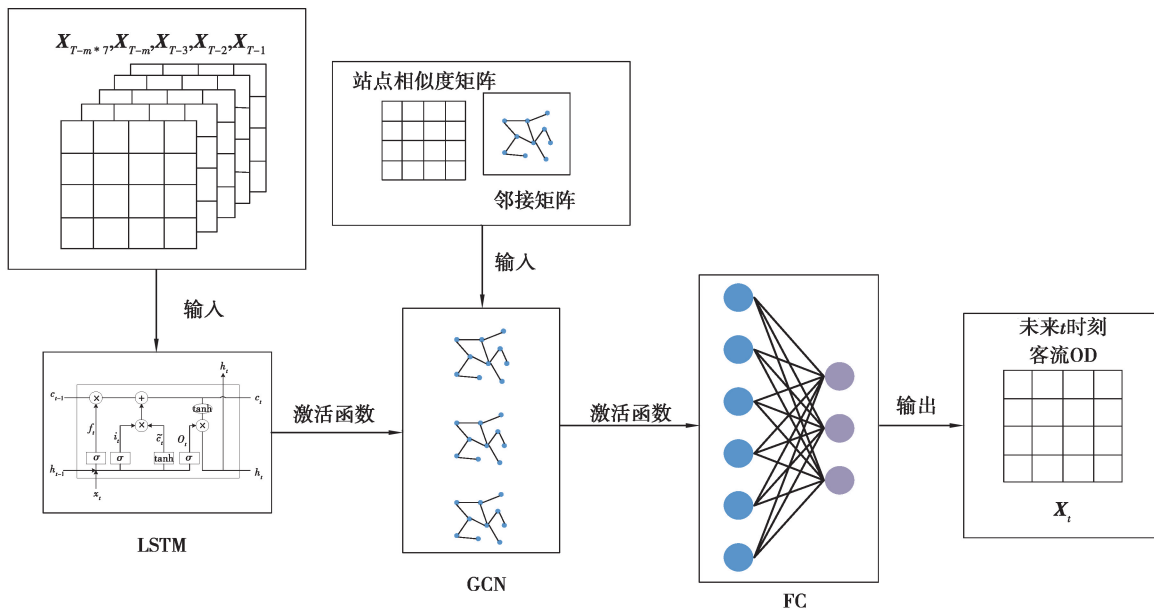 X_{T-m*7},X_{T-m},X_{T-3},X_{T-2},X_{T-1}
站点相似度矩阵
邻接矩阵
输入
输入
h_t
c_{t-1}
×
+
tanh
c_t
f_t
i_t
×
c̃_t
O_t
×
σ
σ
tanh
σ
h_{t-1}
h_t
x_t
LSTM
激活函数
GCN
激活函数
FC
输出
未来t时刻
客流OD
X_t